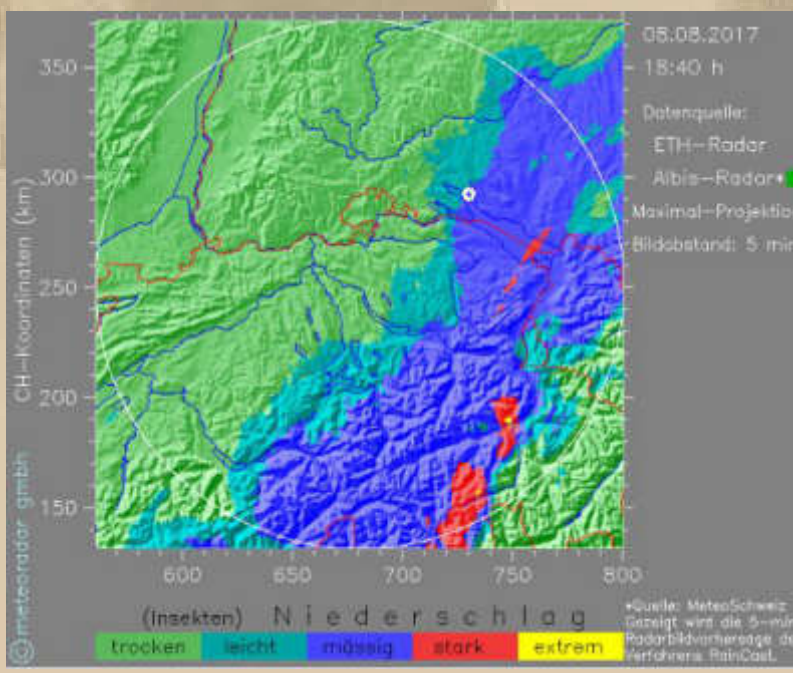 08.08.2017
18:40 h
Datenquelle:
ETH-Radar
Albis-Radar*
Maximal-Projektio
Bildabstand: 5 min
CH-Koordinaten (km)
350
300
250
200
150
600
650
700
750
800
© meteoradar gmbh
(Insekten) Niederschlag
trocken leicht mässig stark extrem
*Quelle: MeteoSchweiz
Gezeigt wird die 5-min
Radarbildvorhersage de
Verfahrens RainCast.